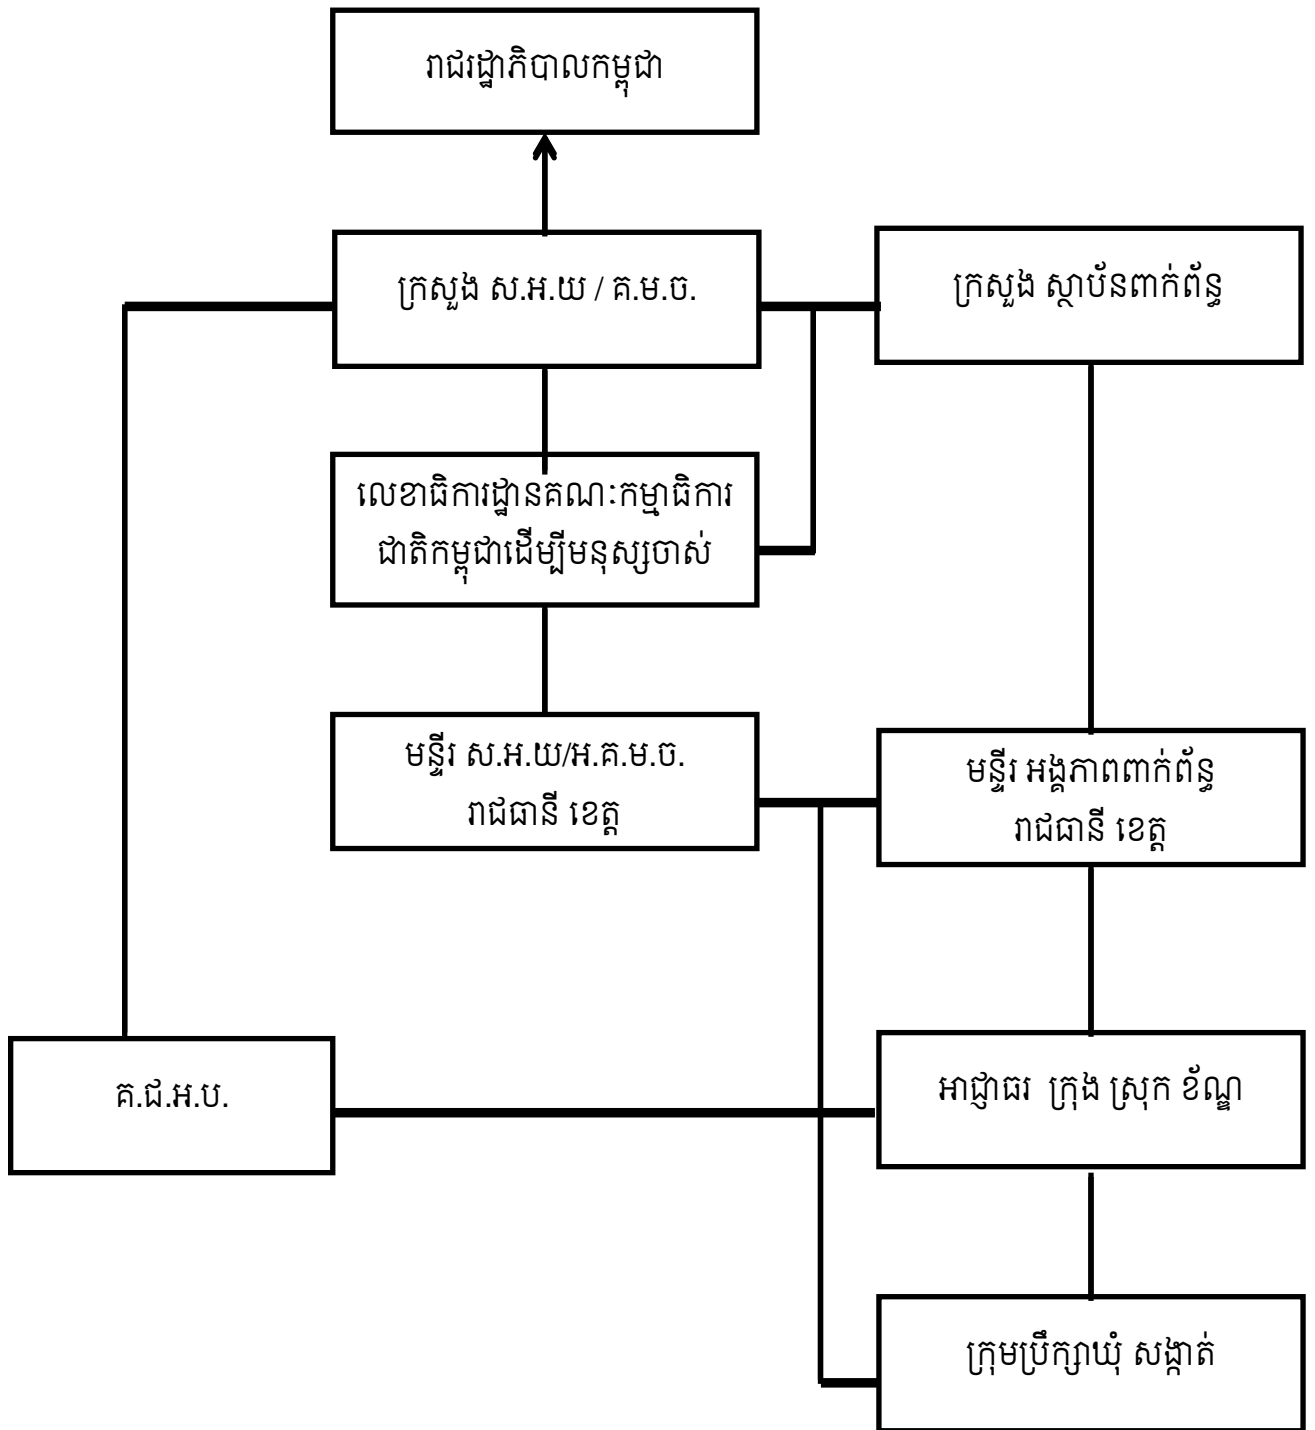 រាជរដ្ឋាភិបាលកម្ពុជា
ក្រសួង ស.អ.យ / គ.ម.ច.
ក្រសួង ស្ថាប័នពាក់ព័ន្ធ
លេខាធិការដ្ឋានគណៈកម្មាធិការ
ជាតិកម្ពុជាដើម្បីមនុស្សចាស់
មន្ទីរ ស.អ.យ/អ.គ.ម.ច.
រាជធានី ខេត្ត
មន្ទីរ អង្គភាពពាក់ព័ន្ធ
រាជធានី ខេត្ត
គ.ជ.អ.ប.
អាជ្ញាធរ ក្រុង ស្រុក ខ័ណ្ឌ
ក្រុមប្រឹក្សាឃុំ សង្កាត់